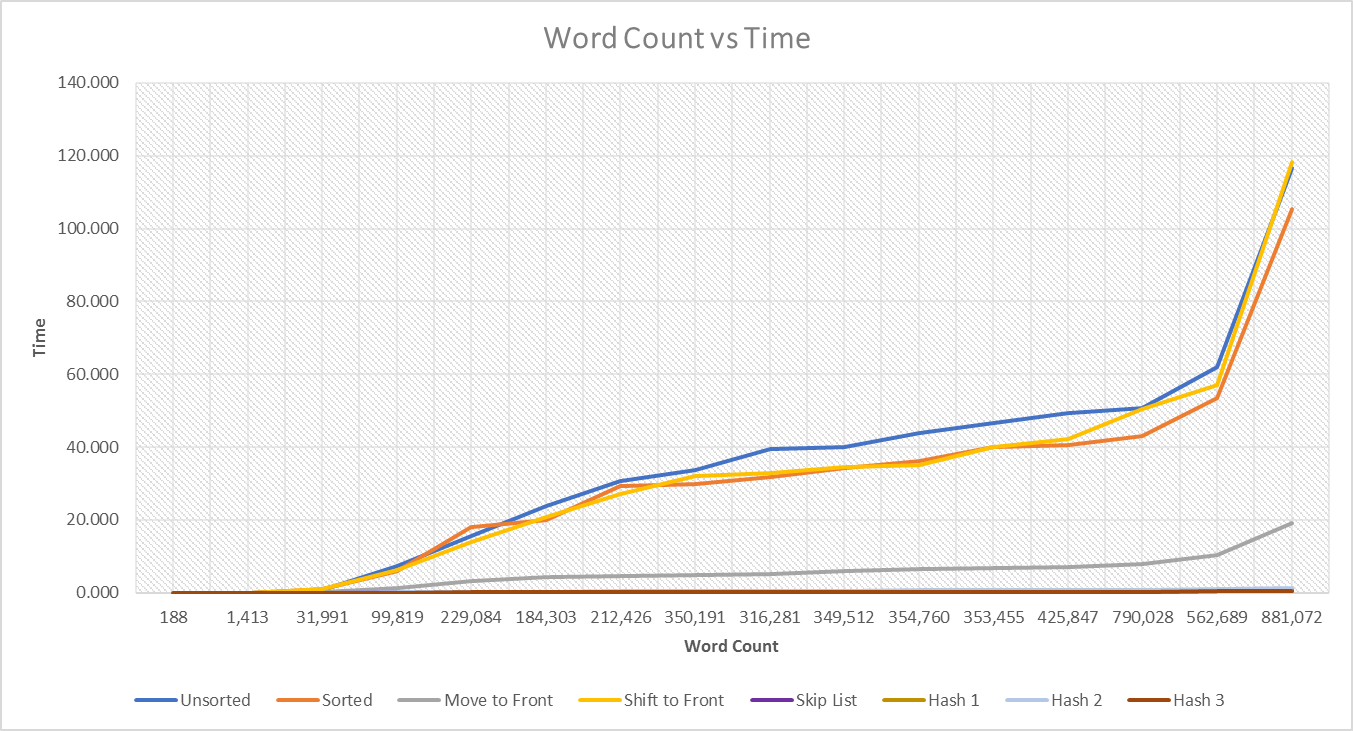 Word Count vs Time
140.000
120.000
100.000
80.000
60.000
40.000
20.000
0.000
Time
188 1,413 31,991 99,819 229,084 184,303 212,426 350,191 316,281 349,512 354,760 353,455 425,847 790,028 562,689 881,072
Word Count
Unsorted Sorted Move to Front Shift to Front Skip List Hash 1 Hash 2 Hash 3